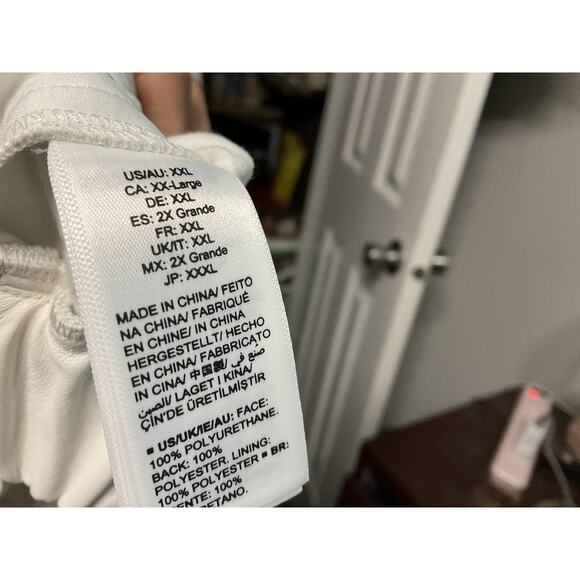 US/AU: XXL
CA: XX-Large
DE: XXL
ES: 2X Grande
FR: XXL
UK/IT: XXL
MX: 2X Grande
JP: XXXL
MADE IN CHINA/ FEITO
NA CHINA/ FABRIQUÉ
EN CHINE/ IN CHINA
HERGESTELLT/ HECHO
EN CHINA/ FABBRICATO
IN CINA/ 中国製/ صنع في
الصين/ LAGET I KINA/
ÇİN'DE ÜRETİLMİŞTİR
■ US/UK/IE/AU: FACE:
100% POLYURETHANE.
BACK: 100%
POLYESTER. LINING:
100% POLYESTER ■ BR:
100%